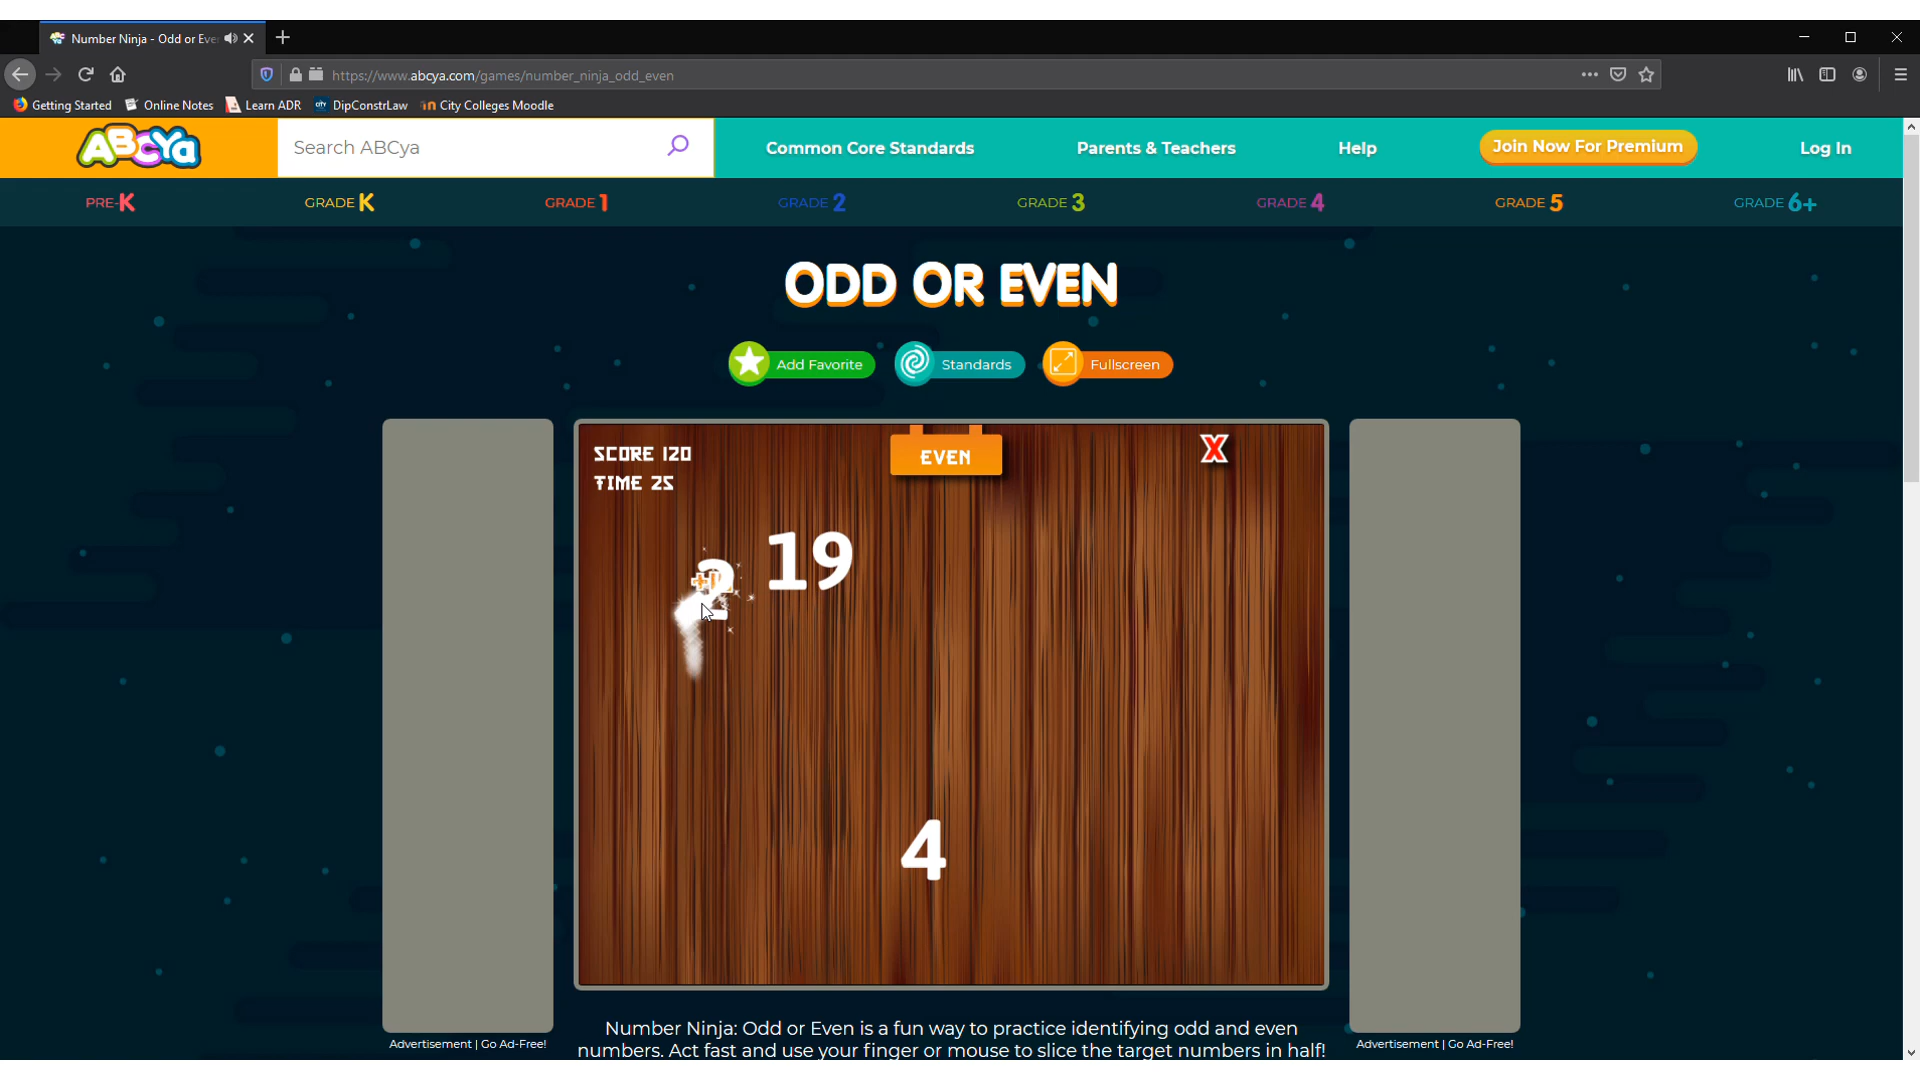 Number Ninja - Odd or Eve
https://www.abcya.com/games/number_ninja_odd_even
Getting Started Online Notes Learn ADR DipConstrLaw City Colleges Moodle
ABCYa Search ABCya Common Core Standards Parents & Teachers Help Join Now For Premium Log In
PRE-K GRADE K GRADE 1 GRADE 2 GRADE 3 GRADE 4 GRADE 5 GRADE 6+
ODD OR EVEN
Add Favorite Standards Fullscreen
SCORE 120 EVEN X
TIME 25
2 19
4
Number Ninja: Odd or Even is a fun way to practice identifying odd and even
numbers. Act fast and use your finger or mouse to slice the target numbers in half!
Advertisement | Go Ad-Free! Advertisement | Go Ad-Free!